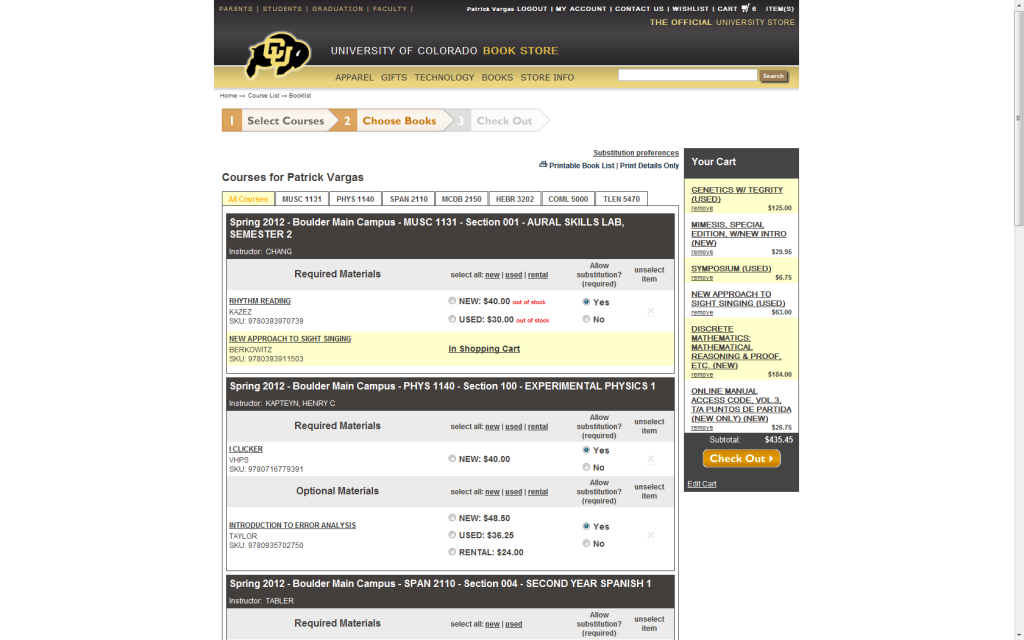 PARENTS | STUDENTS | GRADUATION | FACULTY |
Patrick Vargas LOGOUT | MY ACCOUNT | CONTACT US | WISHLIST | CART 6 ITEM(S)
THE OFFICIAL UNIVERSITY STORE
CU
UNIVERSITY OF COLORADO BOOK STORE
APPAREL GIFTS TECHNOLOGY BOOKS STORE INFO
Search
Home → Course List → Booklist
1 Select Courses 2 Choose Books 3 Check Out
Substitution preferences
Printable Book List | Print Details Only
Courses for Patrick Vargas
All Courses MUSC 1131 PHYS 1140 SPAN 2110 MCDB 2150 HEBR 3202 COML 5000 TLEN 5470
Spring 2012 - Boulder Main Campus - MUSC 1131 - Section 001 - AURAL SKILLS LAB,
SEMESTER 2
Instructor: CHANG
Required Materials
select all: new | used | rental
Allow
substitution?
(required)
unselect
item
RHYTHM READING
KAZEZ
SKU: 9780393970739
NEW: $40.00 out of stock
USED: $30.00 out of stock
Yes
No
NEW APPROACH TO SIGHT SINGING
BERKOWITZ
SKU: 9780393911503
In Shopping Cart
Spring 2012 - Boulder Main Campus - PHYS 1140 - Section 100 - EXPERIMENTAL PHYSICS 1
Instructor: KAPTEYN, HENRY C
Required Materials
select all: new | used | rental
Allow
substitution?
(required)
unselect
item
I CLICKER
VHPS
SKU: 9780716779391
NEW: $40.00
Yes
No
Optional Materials
select all: new | used | rental
Allow
substitution?
(required)
unselect
item
INTRODUCTION TO ERROR ANALYSIS
TAYLOR
SKU: 9780935702750
NEW: $48.50
USED: $36.25
RENTAL: $24.00
Yes
No
Spring 2012 - Boulder Main Campus - SPAN 2110 - Section 004 - SECOND YEAR SPANISH 1
Instructor: TABLER
Required Materials
select all: new | used
Allow
substitution?
(required)
unselect
item
Your Cart
GENETICS W/ TEGRITY
(USED)
remove $125.00
MIMESIS, SPECIAL
EDITION, W/NEW INTRO
(NEW)
remove $29.95
SYMPOSIUM (USED)
remove $6.75
NEW APPROACH TO
SIGHT SINGING (USED)
remove $63.00
DISCRETE
MATHEMATICS:
MATHEMATICAL
REASONING & PROOF,
ETC. (NEW)
remove $184.00
ONLINE MANUAL
ACCESS CODE, VOL.3,
T/A PUNTOS DE PARTIDA
(NEW ONLY) (NEW)
remove $26.75
Subtotal: $435.45
Check Out
Edit Cart